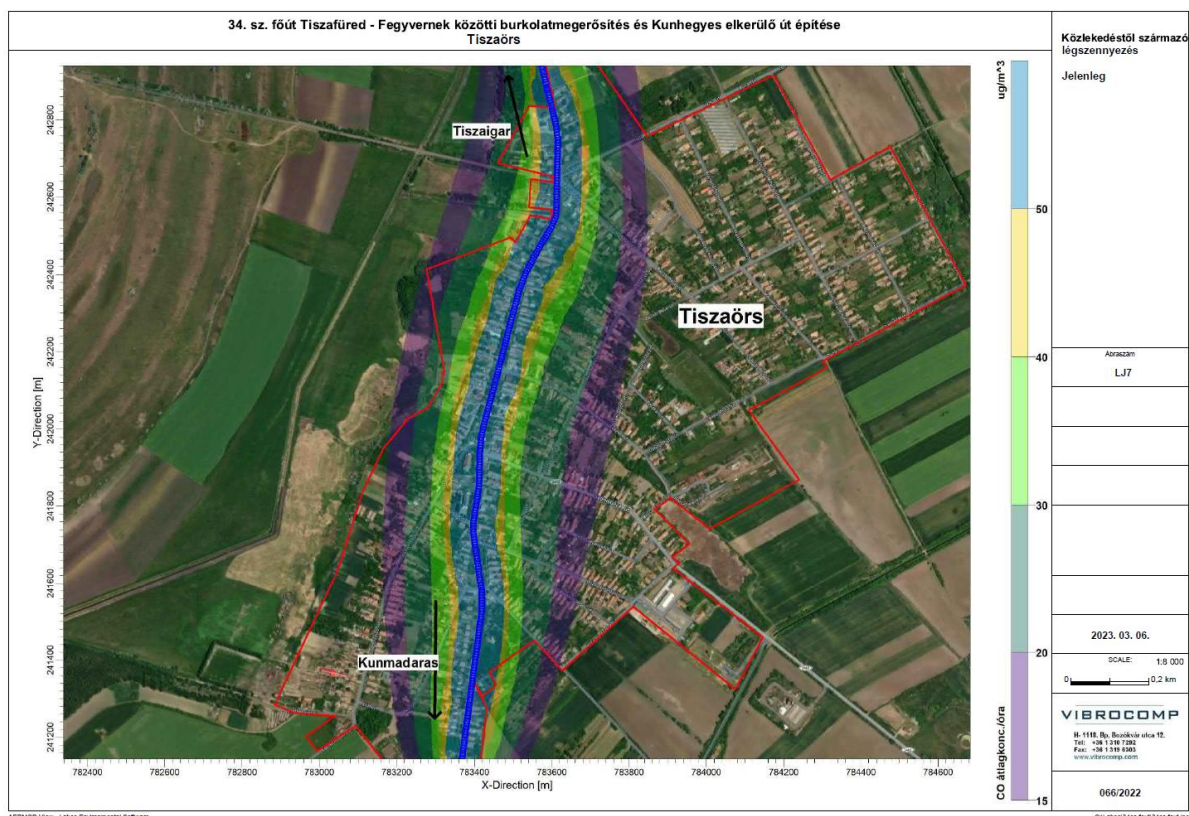 34. sz. főút Tiszafüred - Fegyvernek közötti burkolatmegerősítés és Kunhegyes elkerülő út építése
Tiszaörs
Közlekedéstől származó
légszennyezés
Jelenleg
ug/m^3
50
40
30
20
15
CO átlagkonc./óra
Tiszaigar
Tiszaörs
Kunmadaras
Y-Direction [m]
242800
242600
242400
242200
242000
241800
241600
241400
241200
782400
782600
782800
783000
783200
783400
783600
783800
784000
784200
784400
784600
X-Direction [m]
Ábraszám
LJ7
2023. 03. 06.
SCALE:
1:8 000
0
0,2 km
VIBROCOMP
H- 1118. Bp. Bozókvár utca 12.
Tel: +36 1 310 7292
Fax: +36 1 319 6303
www.vibrocomp.com
066/2022